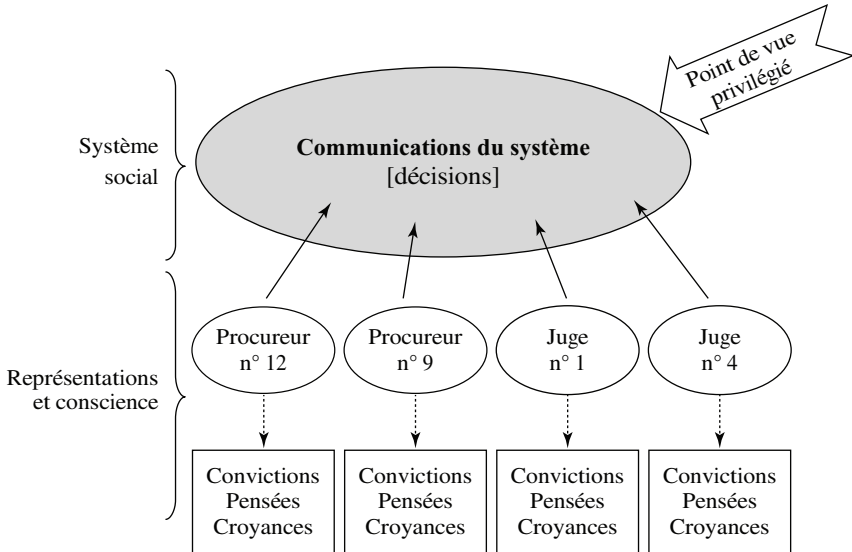 Point de vue
privilégié
Système
social
Communications du système
[décisions]
Représentations
et conscience
Procureur
n° 12
Procureur
n° 9
Juge
n° 1
Juge
n° 4
Convictions
Pensées
Croyances
Convictions
Pensées
Croyances
Convictions
Pensées
Croyances
Convictions
Pensées
Croyances